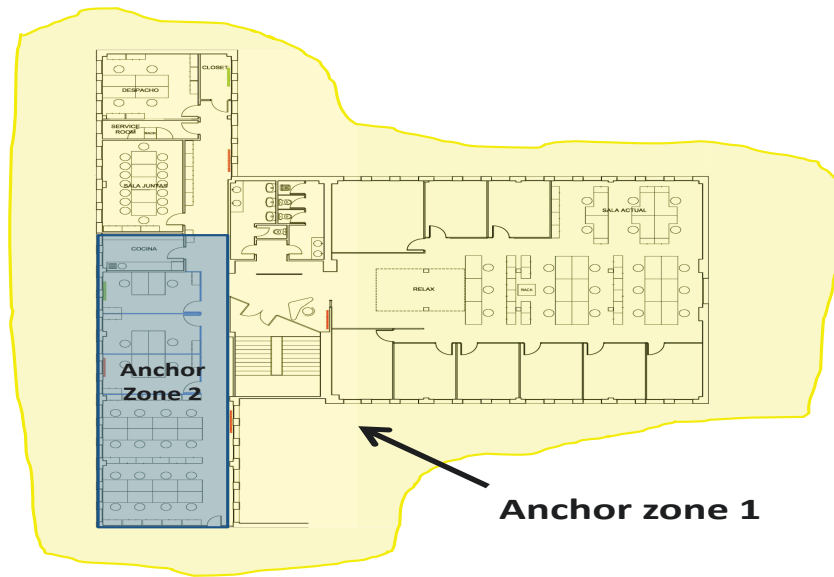 CLOSET
DESPACHO
SERVICE
ROOM
RACK
SALA JUNTAS
SALA ACTUAL
COCINA
RELAX
RACK
Anchor
Zone 2
Anchor zone 1